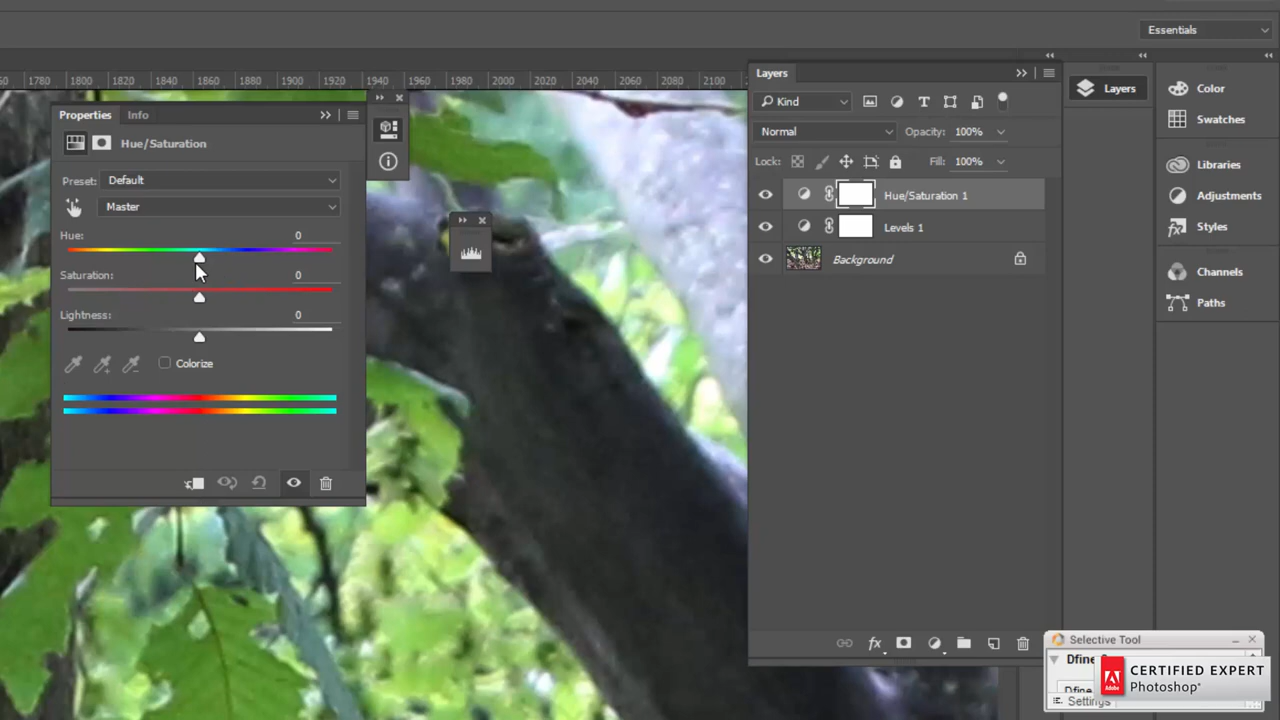 Essentials
1780 1800 1820 1840 1860 1880 1900 1920 1940 1960 1980 2000 2020 2040 2060 2080 2100
Properties Info
Hue/Saturation
Preset: Default
Master
Hue: 0
Saturation: 0
Lightness: 0
Colorize
Layers
Kind
Normal Opacity: 100%
Lock: Fill: 100%
Hue/Saturation 1
Levels 1
Background
fx
Layers
Color
Swatches
Libraries
Adjustments
Styles
Channels
Paths
Selective Tool
Settings
Adobe
CERTIFIED EXPERT
Photoshop®